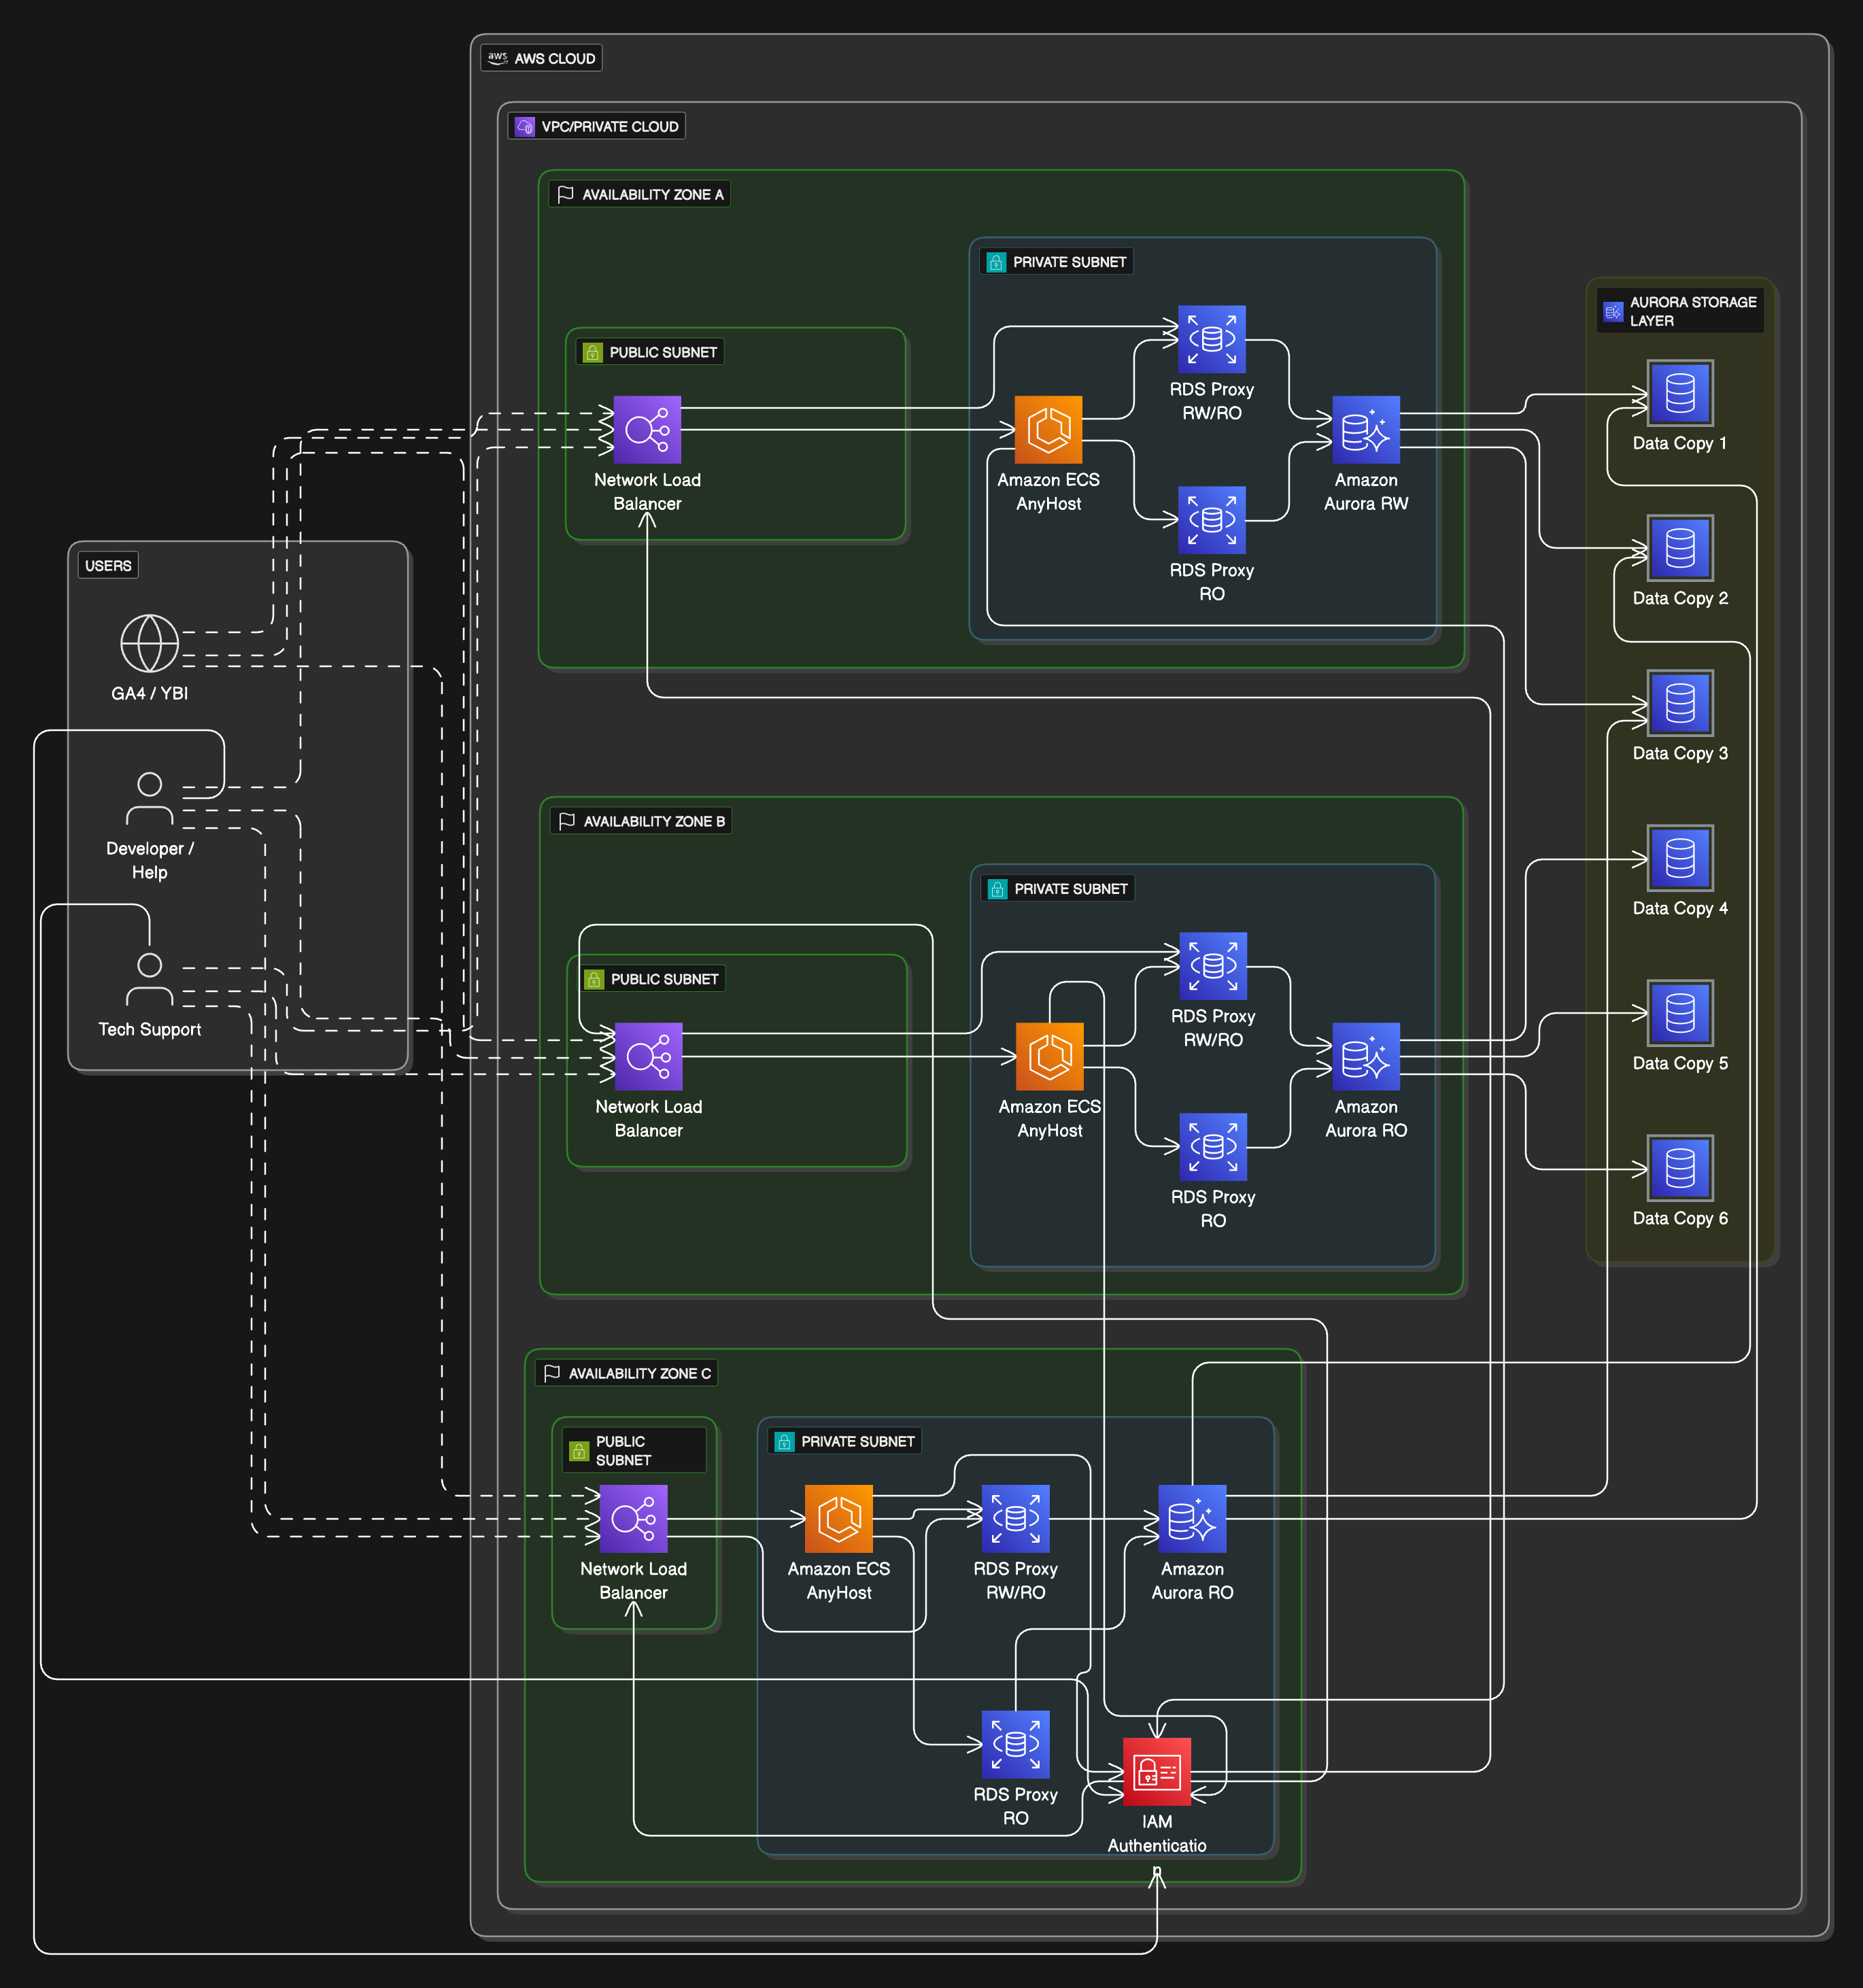 aws AWS CLOUD
VPC/PRIVATE CLOUD
AVAILABILITY ZONE A
PRIVATE SUBNET
AURORA STORAGE
LAYER
PUBLIC SUBNET
RDS Proxy
RW/RO
Data Copy 1
Network Load
Balancer
Amazon ECS
AnyHost
Amazon
Aurora RW
USERS
RDS Proxy
RO
Data Copy 2
GA4 / YBI
Data Copy 3
AVAILABILITY ZONE B
Developer /
Help
PRIVATE SUBNET
Data Copy 4
PUBLIC SUBNET
Tech Support
RDS Proxy
RW/RO
Data Copy 5
Network Load
Balancer
Amazon ECS
AnyHost
Amazon
Aurora RO
RDS Proxy
RO
Data Copy 6
AVAILABILITY ZONE C
PUBLIC
SUBNET
PRIVATE SUBNET
Network Load
Balancer
Amazon ECS
AnyHost
RDS Proxy
RW/RO
Amazon
Aurora RO
RDS Proxy
RO
IAM
Authenticatio
n